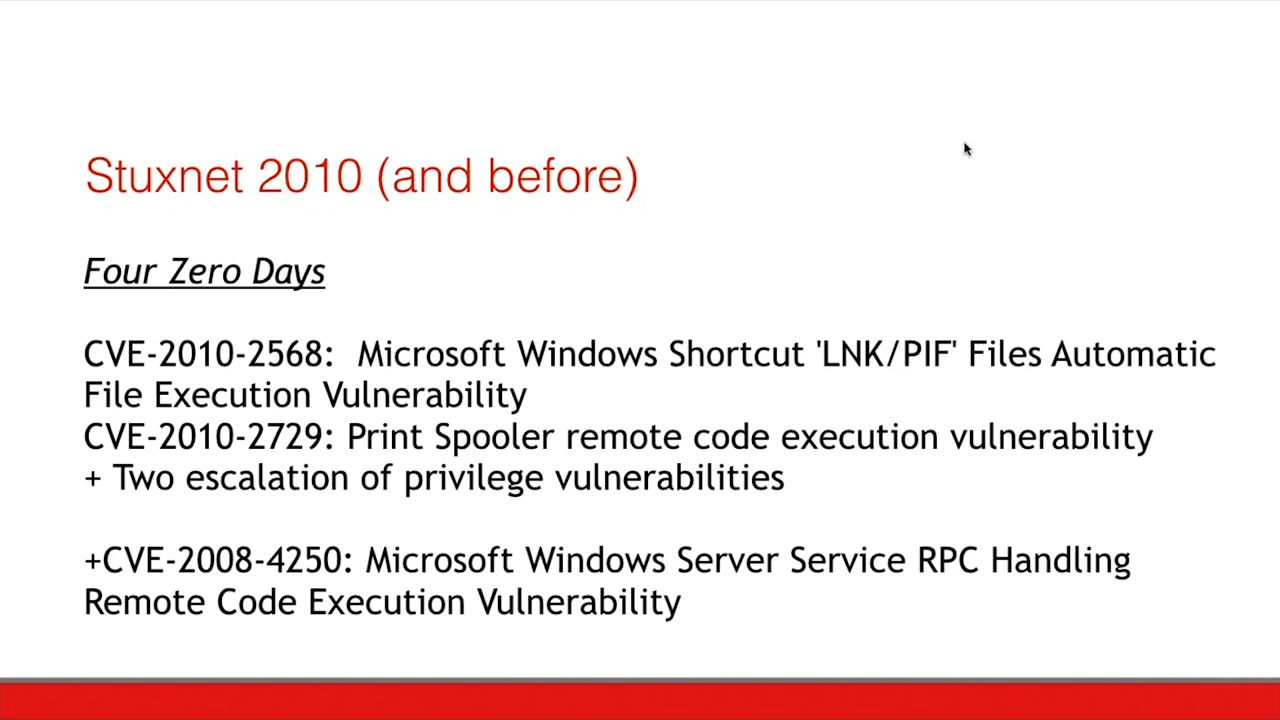 Stuxnet 2010 (and before)
Four Zero Days
CVE-2010-2568:  Microsoft Windows Shortcut 'LNK/PIF' Files Automatic
File Execution Vulnerability
CVE-2010-2729: Print Spooler remote code execution vulnerability
+ Two escalation of privilege vulnerabilities
+CVE-2008-4250: Microsoft Windows Server Service RPC Handling
Remote Code Execution Vulnerability